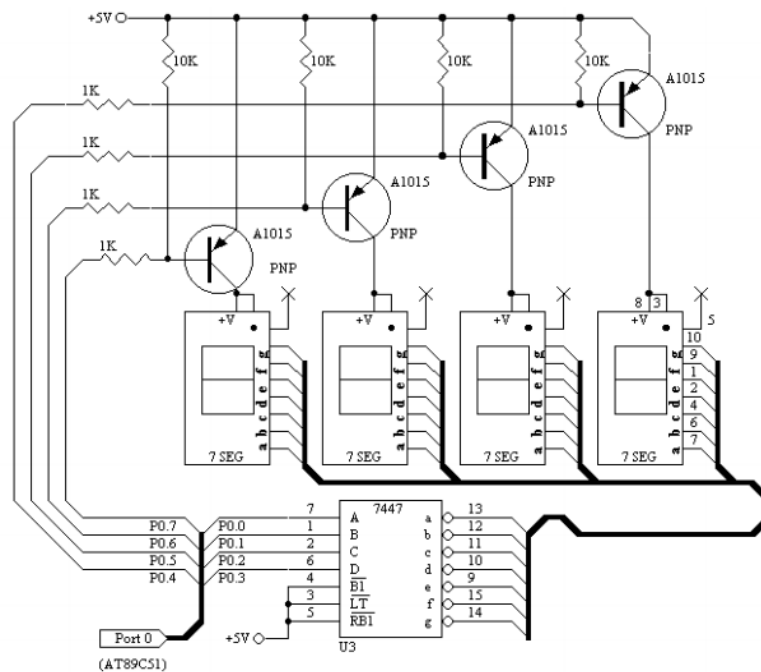 +5V
10K
10K
10K
10K
1K
A1015
PNP
1K
A1015
PNP
1K
A1015
PNP
1K
A1015
PNP
+V
+V
+V
8 3
+V
5
g
f
e
d
c
b
a
g
f
e
d
c
b
a
g
f
e
d
c
b
a
g
f
e
d
c
b
a
10
9
1
2
4
6
7
7 SEG
7 SEG
7 SEG
7 SEG
P0.7 P0.0 7 A 7447 a 13
P0.6 P0.1 1 B b 12
P0.5 P0.2 2 C c 11
P0.4 P0.3 6 D d 10
4 BI e 9
3 LT f 15
5 RBI g 14
+5V
U3
Port 0
(AT89C51)